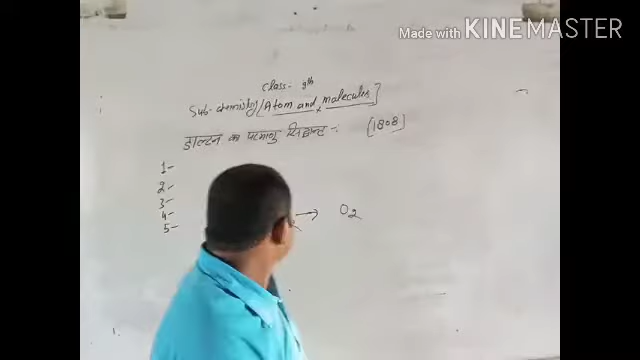 Made with KINEMASTER
Class- 9th
Sub- chemistry [Atom and molecules]
डाल्टन का परमाणु सिद्धान्त -: [1808]
1-
2-
3-
4- → O2
5-